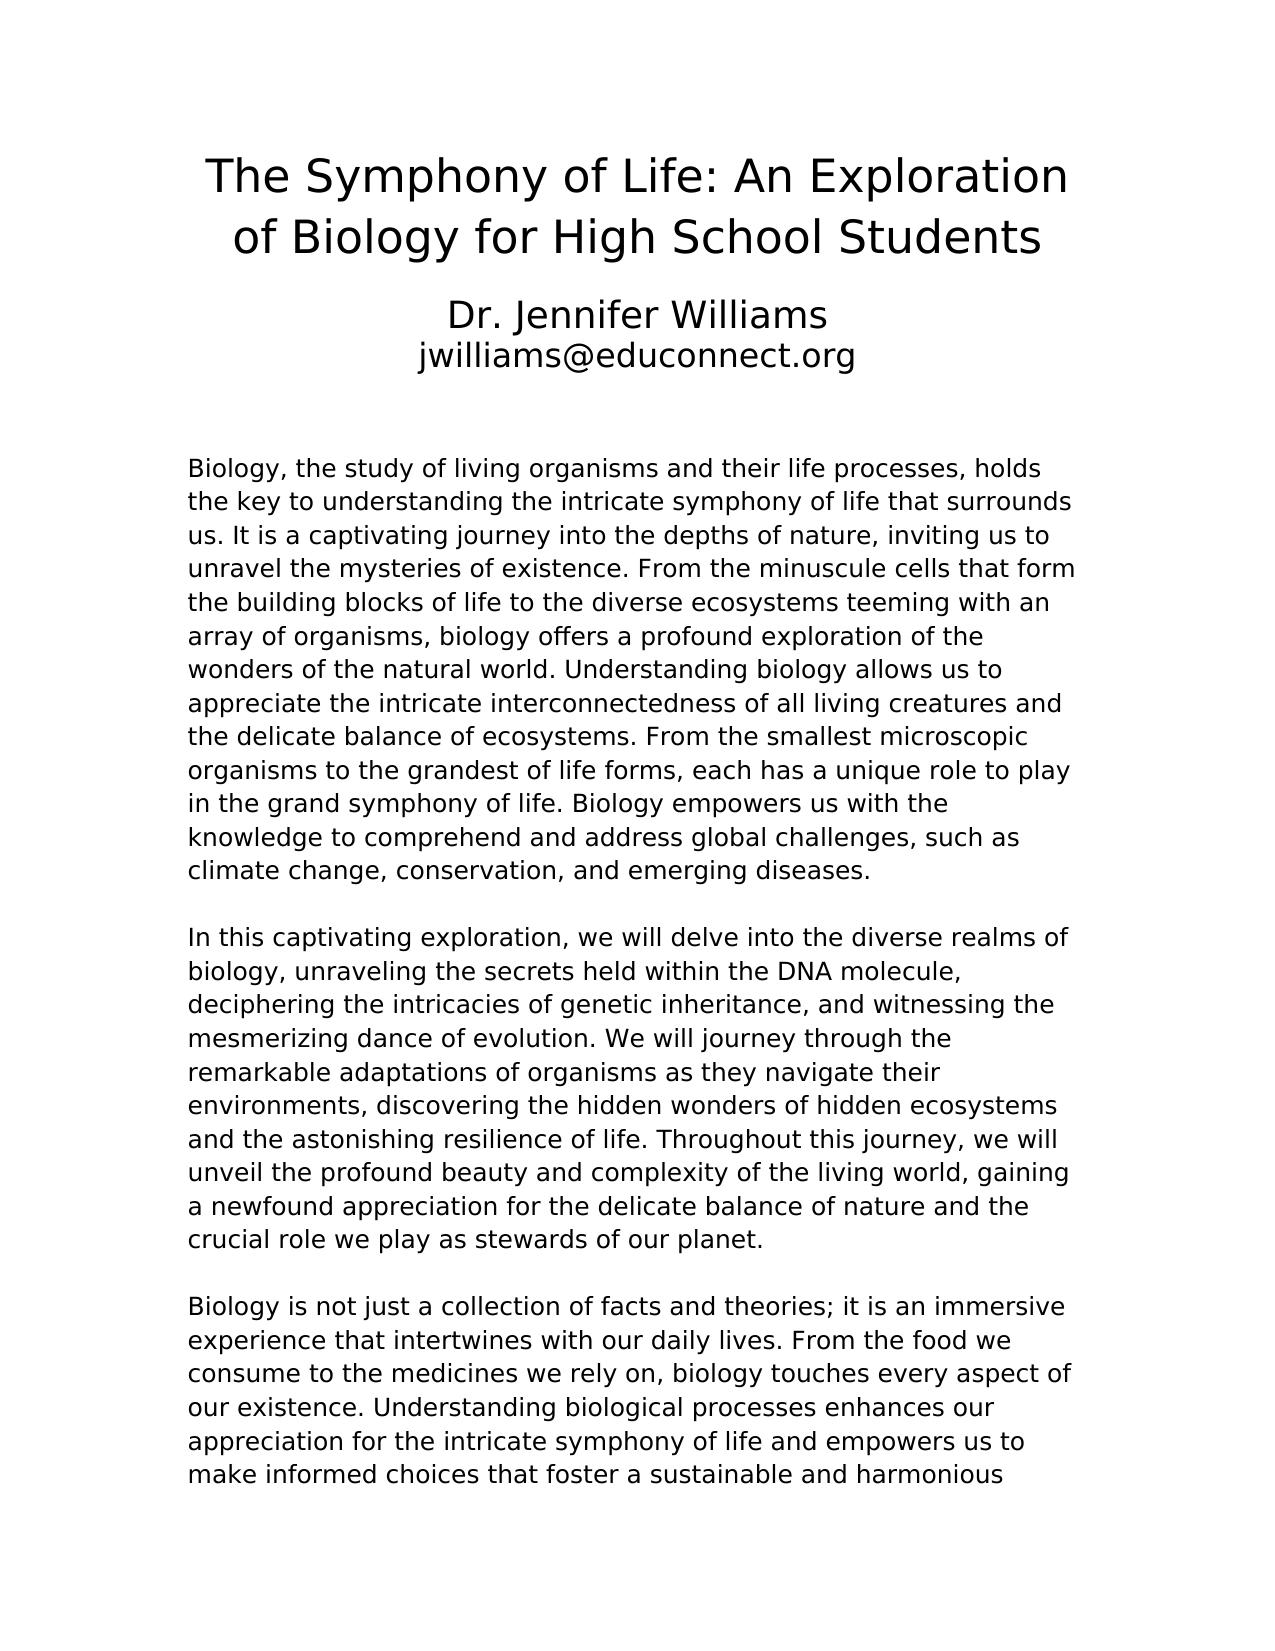 The Symphony of Life: An Exploration
of Biology for High School Students
Dr. Jennifer Williams
jwilliams@educonnect.org
Biology, the study of living organisms and their life processes, holds
the key to understanding the intricate symphony of life that surrounds
us. It is a captivating journey into the depths of nature, inviting us to
unravel the mysteries of existence. From the minuscule cells that form
the building blocks of life to the diverse ecosystems teeming with an
array of organisms, biology offers a profound exploration of the
wonders of the natural world. Understanding biology allows us to
appreciate the intricate interconnectedness of all living creatures and
the delicate balance of ecosystems. From the smallest microscopic
organisms to the grandest of life forms, each has a unique role to play
in the grand symphony of life. Biology empowers us with the
knowledge to comprehend and address global challenges, such as
climate change, conservation, and emerging diseases.
In this captivating exploration, we will delve into the diverse realms of
biology, unraveling the secrets held within the DNA molecule,
deciphering the intricacies of genetic inheritance, and witnessing the
mesmerizing dance of evolution. We will journey through the
remarkable adaptations of organisms as they navigate their
environments, discovering the hidden wonders of hidden ecosystems
and the astonishing resilience of life. Throughout this journey, we will
unveil the profound beauty and complexity of the living world, gaining
a newfound appreciation for the delicate balance of nature and the
crucial role we play as stewards of our planet.
Biology is not just a collection of facts and theories; it is an immersive
experience that intertwines with our daily lives. From the food we
consume to the medicines we rely on, biology touches every aspect of
our existence. Understanding biological processes enhances our
appreciation for the intricate symphony of life and empowers us to
make informed choices that foster a sustainable and harmonious